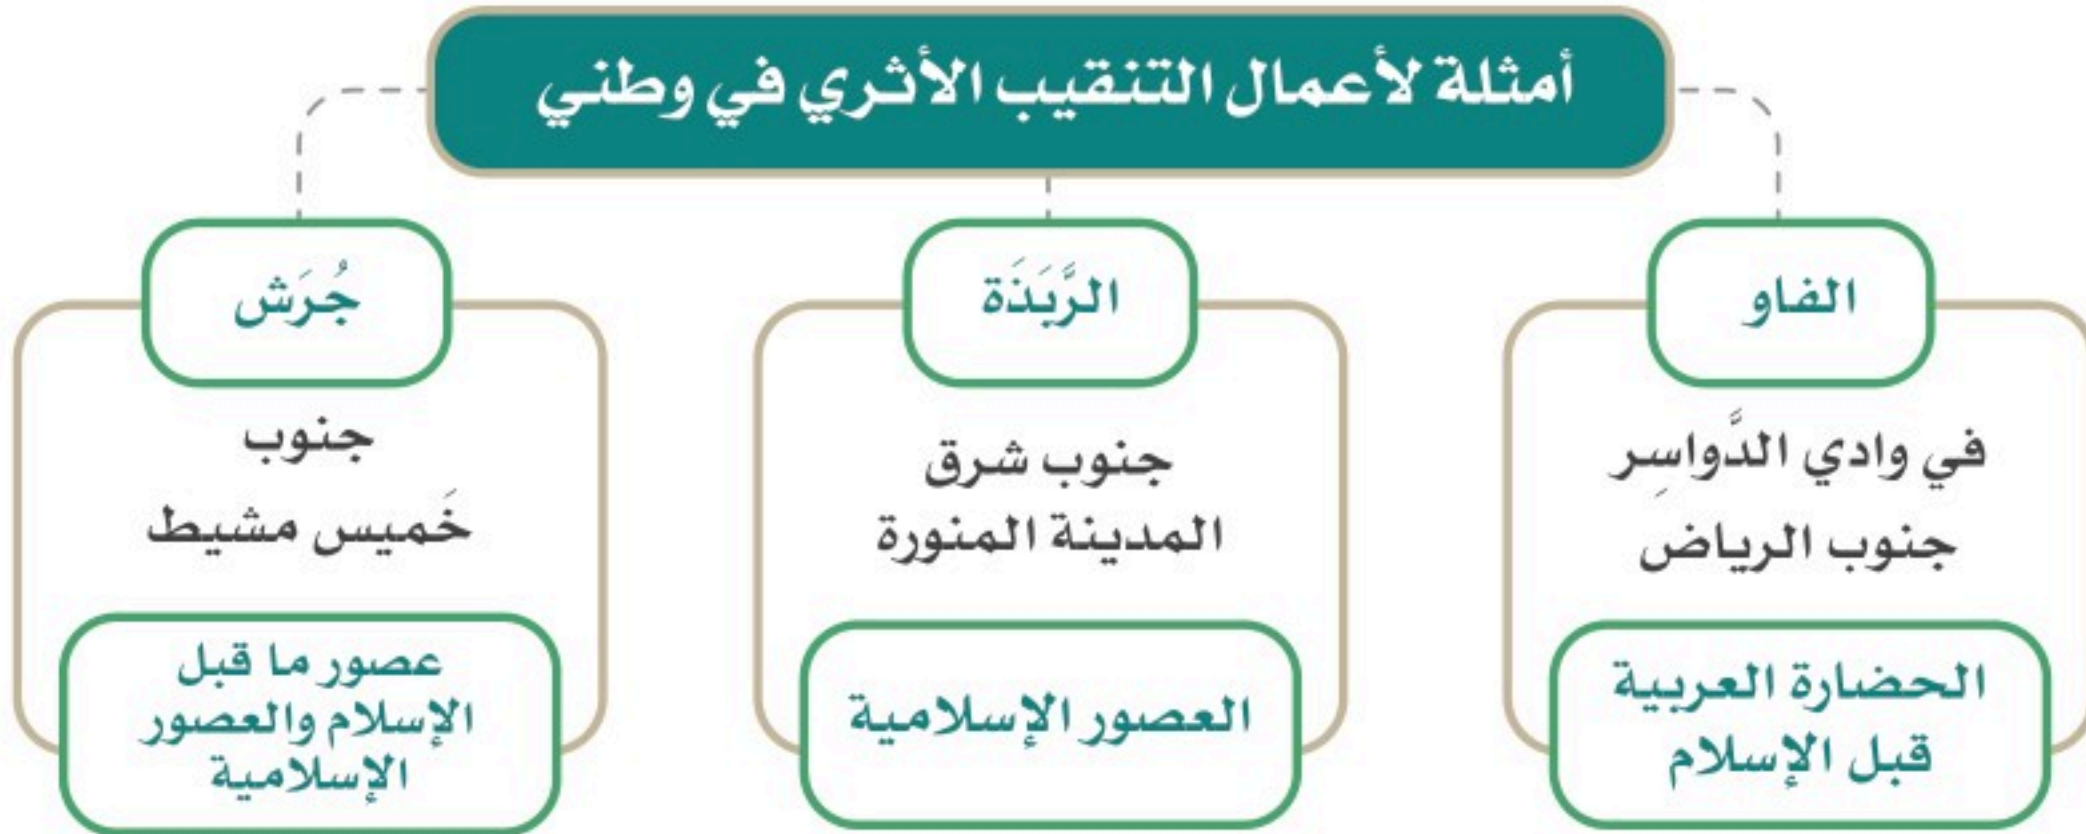 أمثلة لأعمال التنقيب الأثري في وطني
الفاو
في وادي الدَّواسِر
جنوب الرياض
الحضارة العربية
قبل الإسلام
الرَّبَذَة
جنوب شرق
المدينة المنورة
العصور الإسلامية
جُرَش
جنوب
خَميس مشيط
عصور ما قبل
الإسلام والعصور
الإسلامية